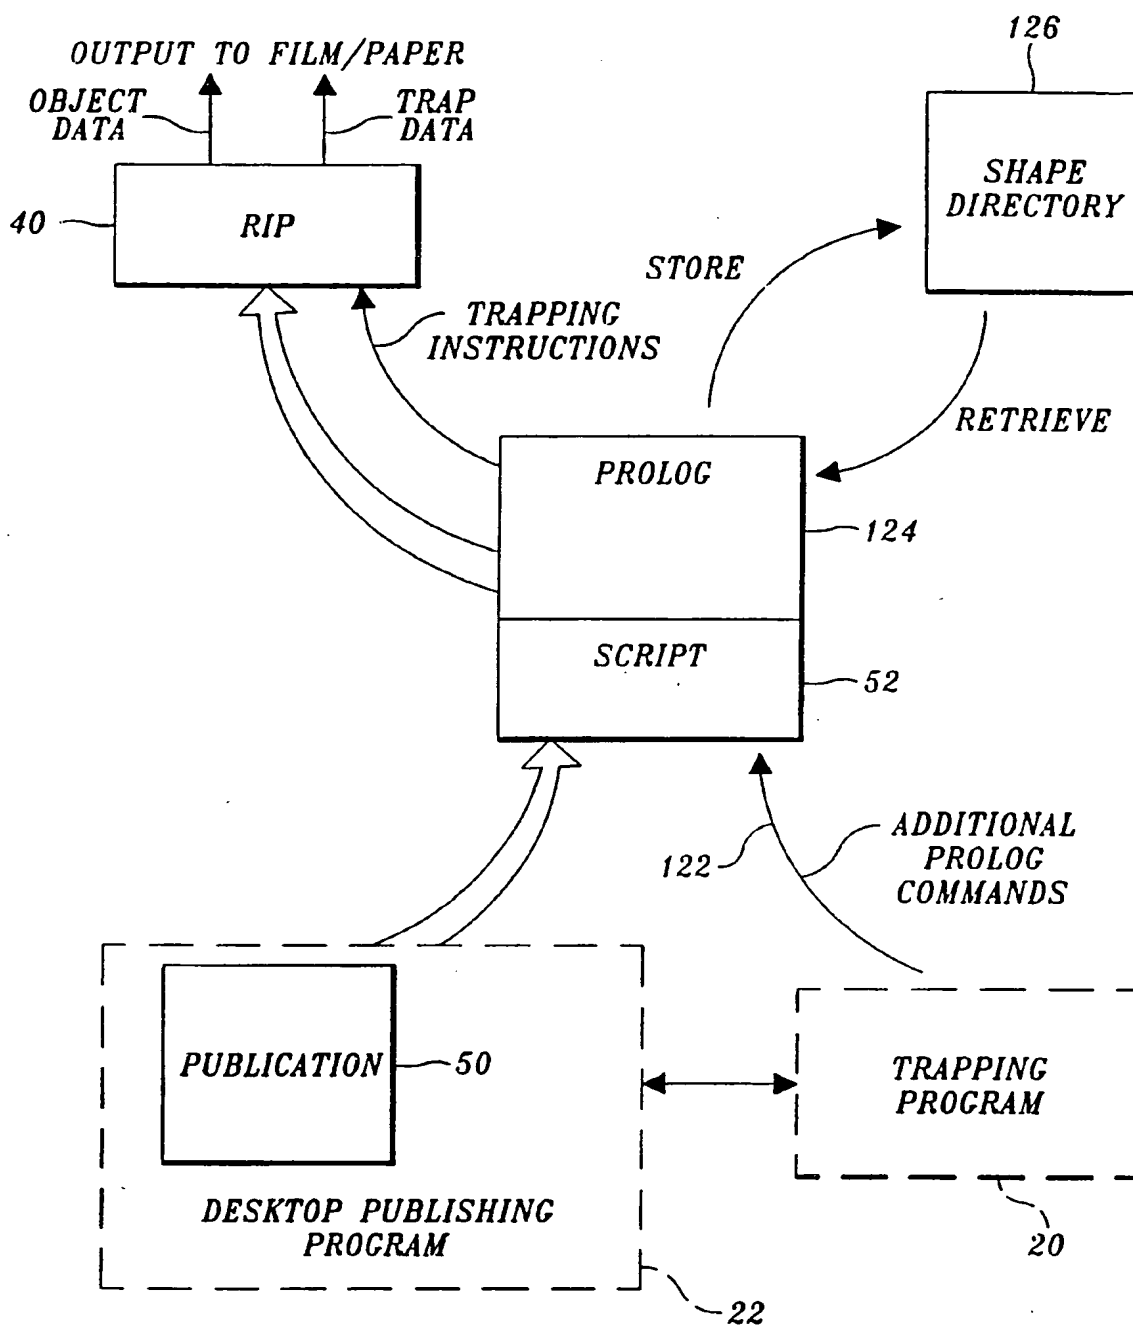 126
OUTPUT TO FILM/PAPER
OBJECT
DATA
TRAP
DATA
SHAPE
DIRECTORY
40
RIP
STORE
TRAPPING
INSTRUCTIONS
RETRIEVE
PROLOG
124
SCRIPT
52
122
ADDITIONAL
PROLOG
COMMANDS
PUBLICATION
50
TRAPPING
PROGRAM
DESKTOP PUBLISHING
PROGRAM
20
22